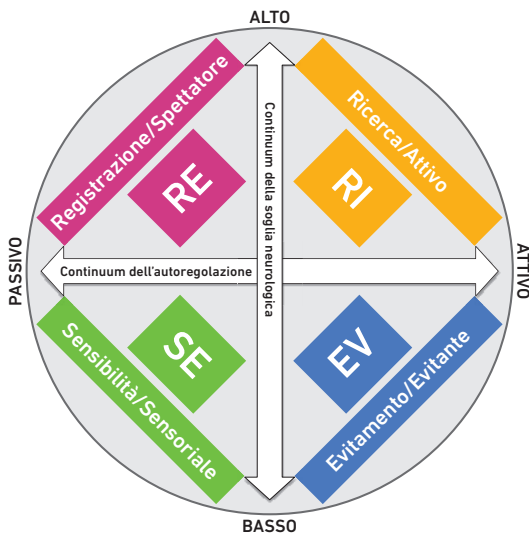 ALTO
Registrazione/Spettatore
Ricerca/Attivo
RE
RI
Continuum della soglia neurologica
PASSIVO
Continuum dell'autoregolazione
ATTIVO
SE
EV
Sensibilità/Sensoriale
Evitamento/Evitante
BASSO